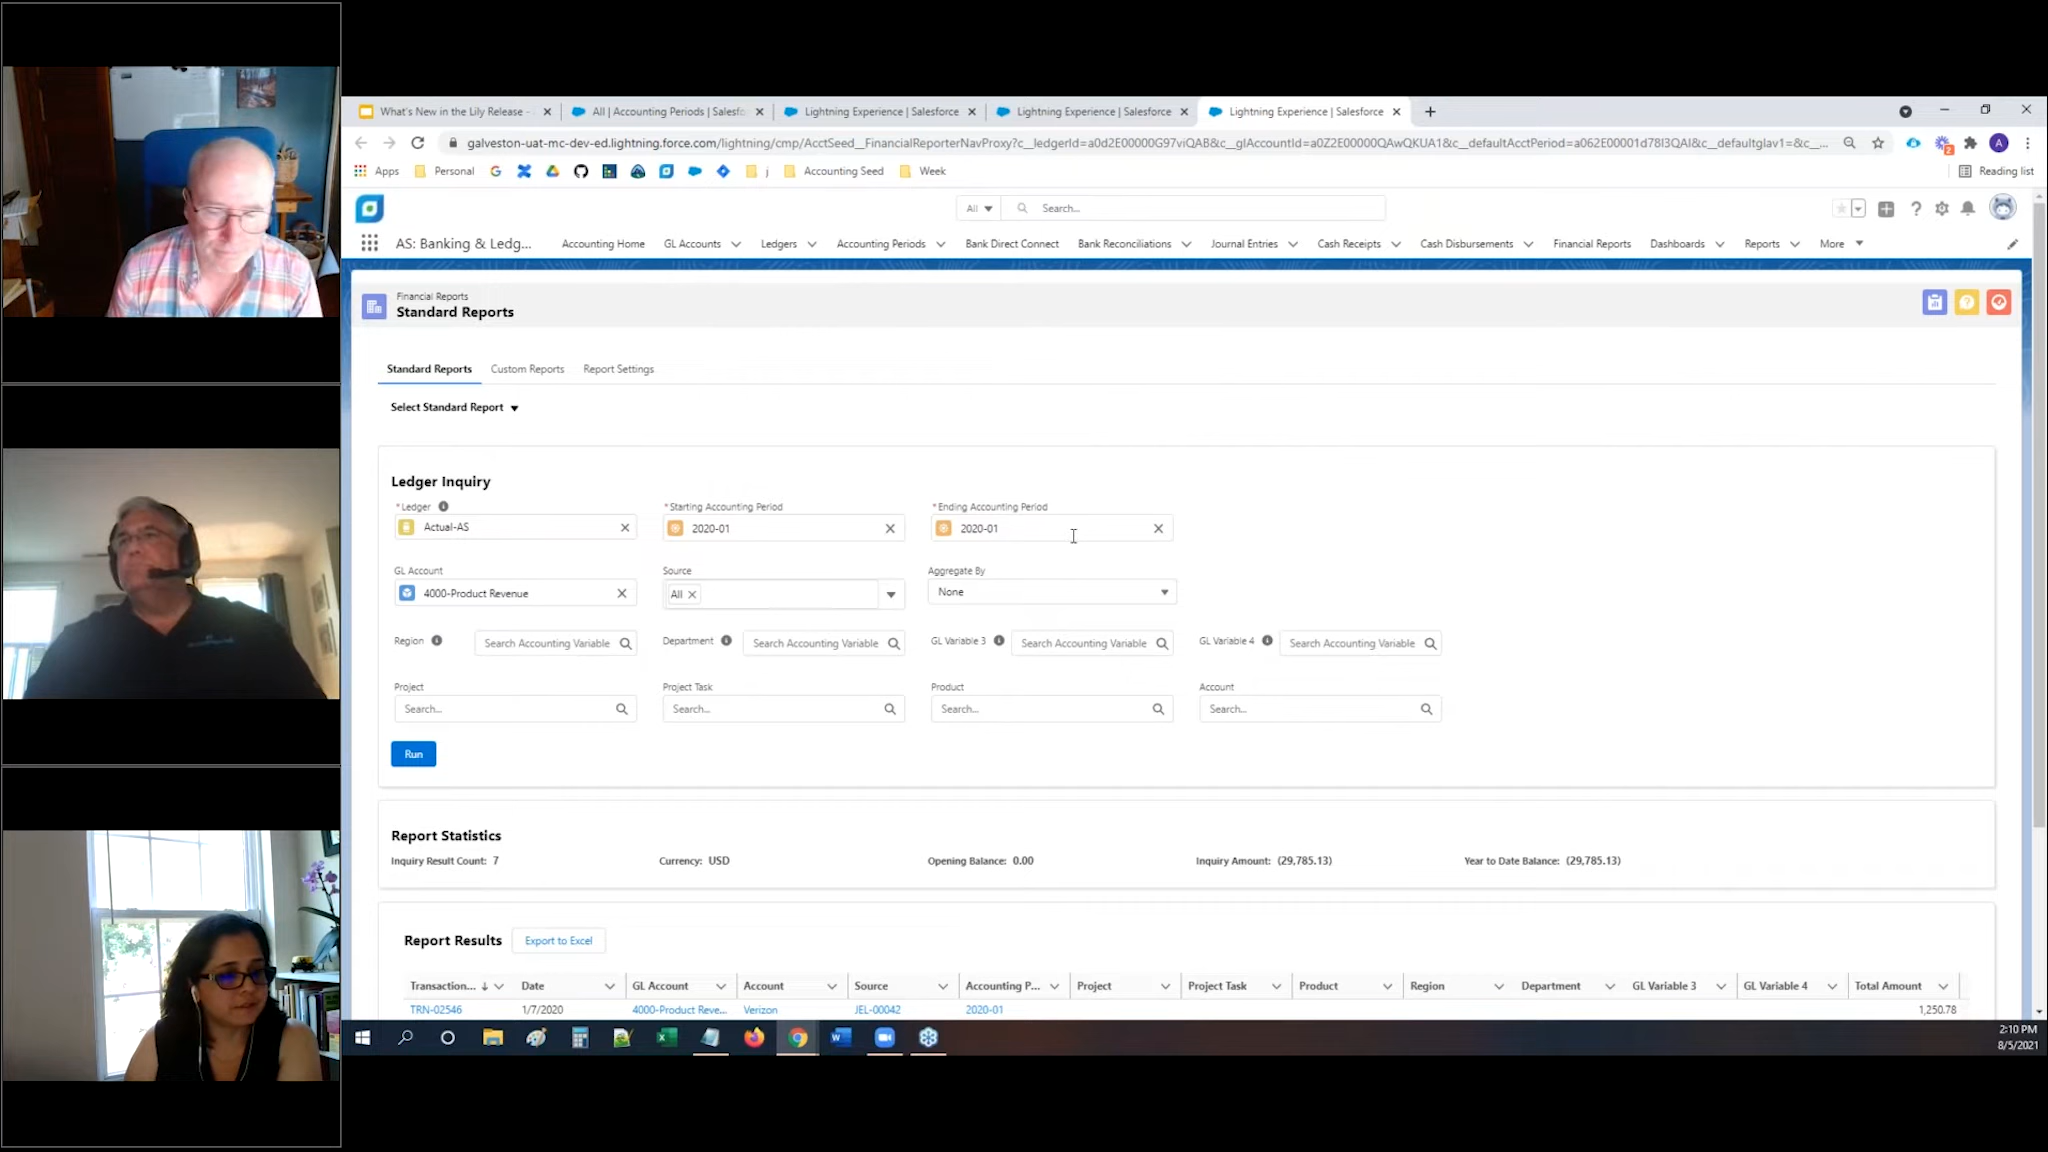 What's New in the Lily Release -
All | Accounting Periods | Salesfo
Lightning Experience | Salesforce
Lightning Experience | Salesforce
Lightning Experience | Salesforce
galveston-uat-mc-dev-ed.lightning.force.com/lightning/cmp/AcctSeed__FinancialReporterNavProxy?c__ledgerId=a0d2E00000G97viQAB&c__glAccountId=a0Z2E00000QAwQKUA1&c__defaultAcctPeriod=a062E00001d78I3QAI&c__defaultglav1=&c__...
Apps Personal j Accounting Seed Week Reading list
All Search...
AS: Banking & Ledg... Accounting Home GL Accounts Ledgers Accounting Periods Bank Direct Connect Bank Reconciliations Journal Entries Cash Receipts Cash Disbursements Financial Reports Dashboards Reports More
Financial Reports
Standard Reports
Standard Reports Custom Reports Report Settings
Select Standard Report
Ledger Inquiry
*Ledger *Starting Accounting Period *Ending Accounting Period
Actual-AS 2020-01 2020-01
GL Account Source Aggregate By
4000-Product Revenue All None
Region Search Accounting Variable Department Search Accounting Variable GL Variable 3 Search Accounting Variable GL Variable 4 Search Accounting Variable
Project Project Task Product Account
Search... Search... Search... Search...
Run
Report Statistics
Inquiry Result Count: 7 Currency: USD Opening Balance: 0.00 Inquiry Amount: (29,785.13) Year to Date Balance: (29,785.13)
Report Results Export to Excel
Transaction... Date GL Account Account Source Accounting P... Project Project Task Product Region Department GL Variable 3 GL Variable 4 Total Amount
TRN-02546 1/7/2020 4000-Product Reve... Verizon JEL-00042 2020-01 1,250.78
2:10 PM
8/5/2021